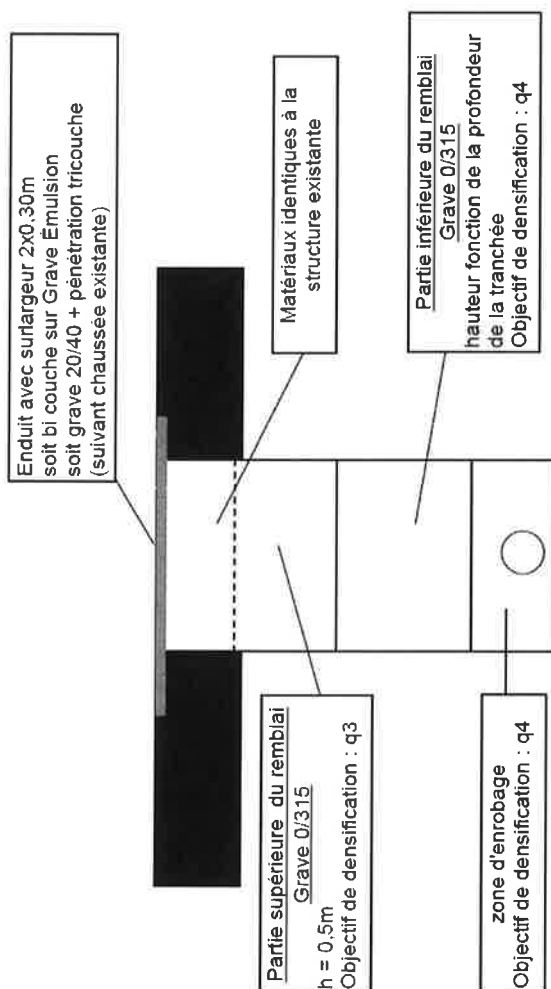 Enduit avec surlargeur 2x0,30m
soit bi couche sur Grave Émulsion
soit grave 20/40 + pénétration tricouche
(suivant chaussée existante)
Matériaux identiques à la
structure existante
Partie supérieure du remblai
Grave 0/315
h = 0,5m
Objectif de densification : q3
Partie inférieure du remblai
Grave 0/315
hauteur fonction de la profondeur
de la tranchée
Objectif de densification : q4
zone d'enrobage
Objectif de densification : q4